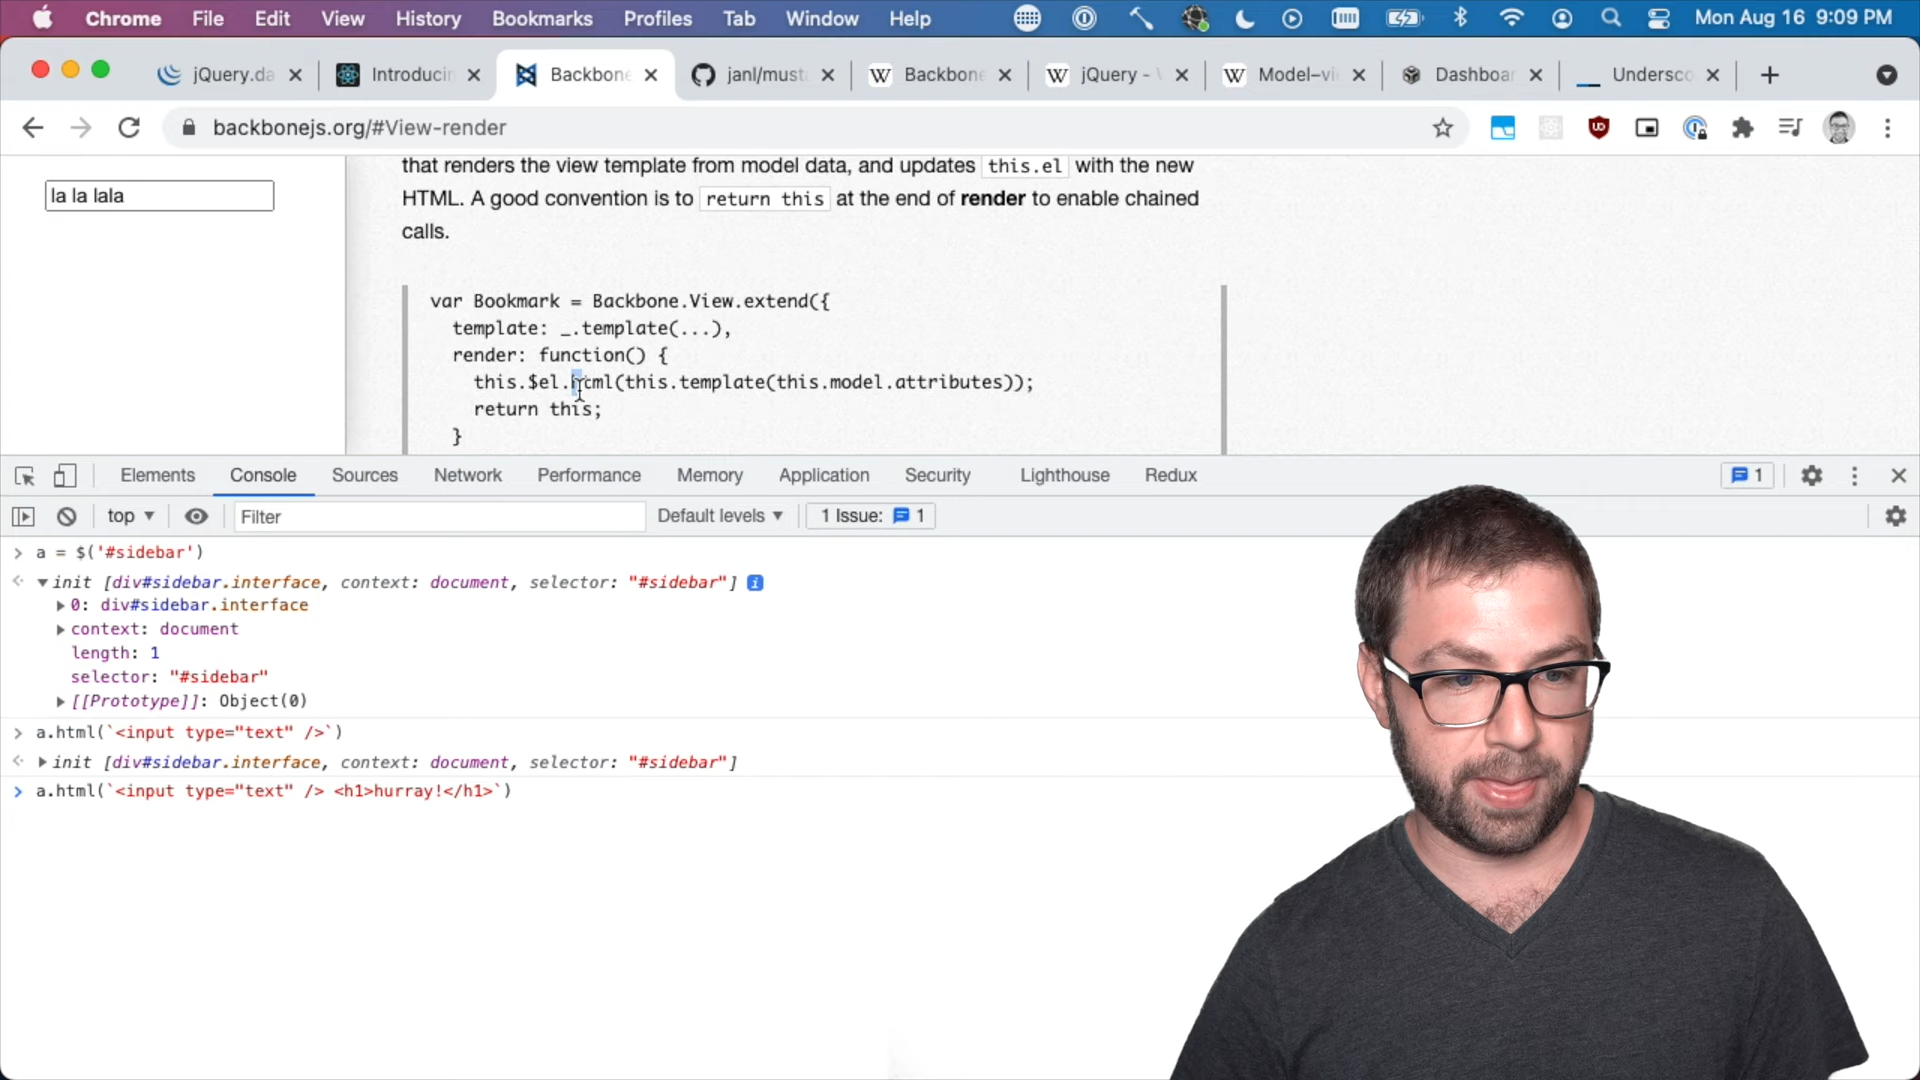 Chrome File Edit View History Bookmarks Profiles Tab Window Help Mon Aug 16 9:09 PM
jQuery.da Introducin Backbone janl/must Backbone jQuery - Model–vi Dashboar Undersco
backbonejs.org/#View-render
la la lala
that renders the view template from model data, and updates this.el with the new
HTML. A good convention is to return this at the end of render to enable chained
calls.
var Bookmark = Backbone.View.extend({
template: _.template(...),
render: function() {
this.$el.html(this.template(this.model.attributes));
return this;
}
Elements Console Sources Network Performance Memory Application Security Lighthouse Redux 1
top Filter Default levels 1 Issue: 1
> a = $('#sidebar')
init [div#sidebar.interface, context: document, selector: "#sidebar"]
0: div#sidebar.interface
context: document
length: 1
selector: "#sidebar"
[[Prototype]]: Object(0)
> a.html(`<input type="text" />`)
init [div#sidebar.interface, context: document, selector: "#sidebar"]
> a.html(`<input type="text" /> <h1>hurray!</h1>`)